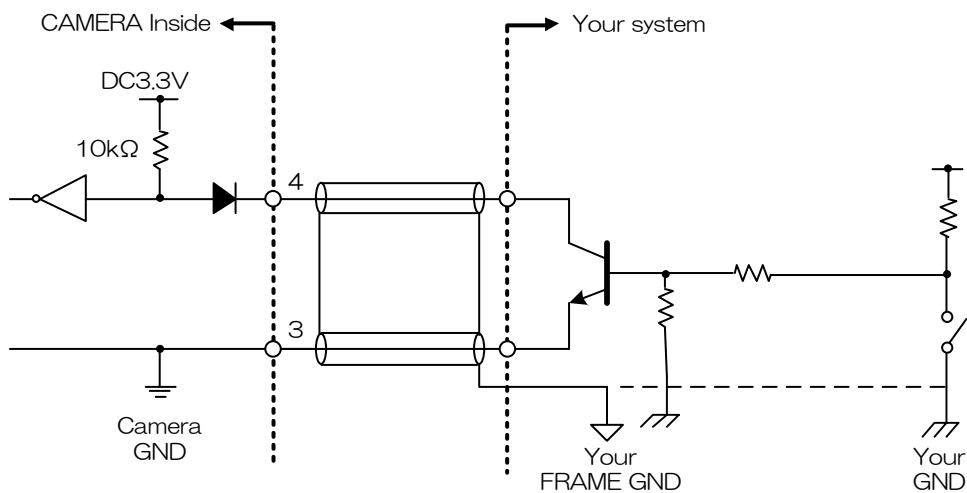 CAMERA Inside
Your system
DC3.3V
10kΩ
4
3
Camera
GND
Your
FRAME GND
Your
GND